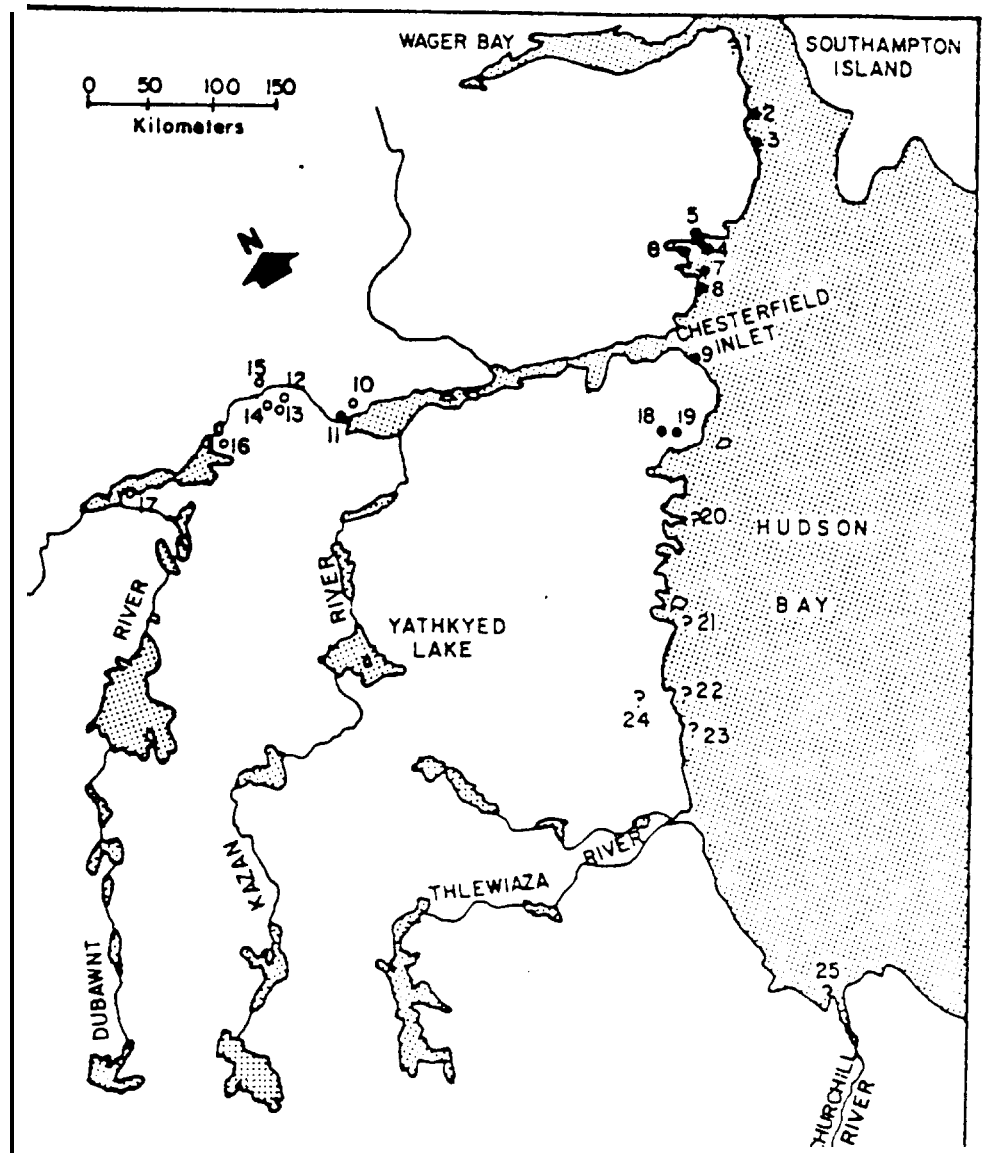 WAGER BAY
1
SOUTHAMPTON
ISLAND
0 50 100 150
Kilometers
2
3
N
5
6
4
7
8
CHESTERFIELD
INLET
9
15
12
10
14
13
11
18 19
16
17
?20
HUDSON
BAY
RIVER
RIVER
YATHKYED
LAKE
?21
?
24
?22
?23
KAZAN
RIVER
THLEWIAZA
DUBAWNT
25
?
CHURCHILL
RIVER